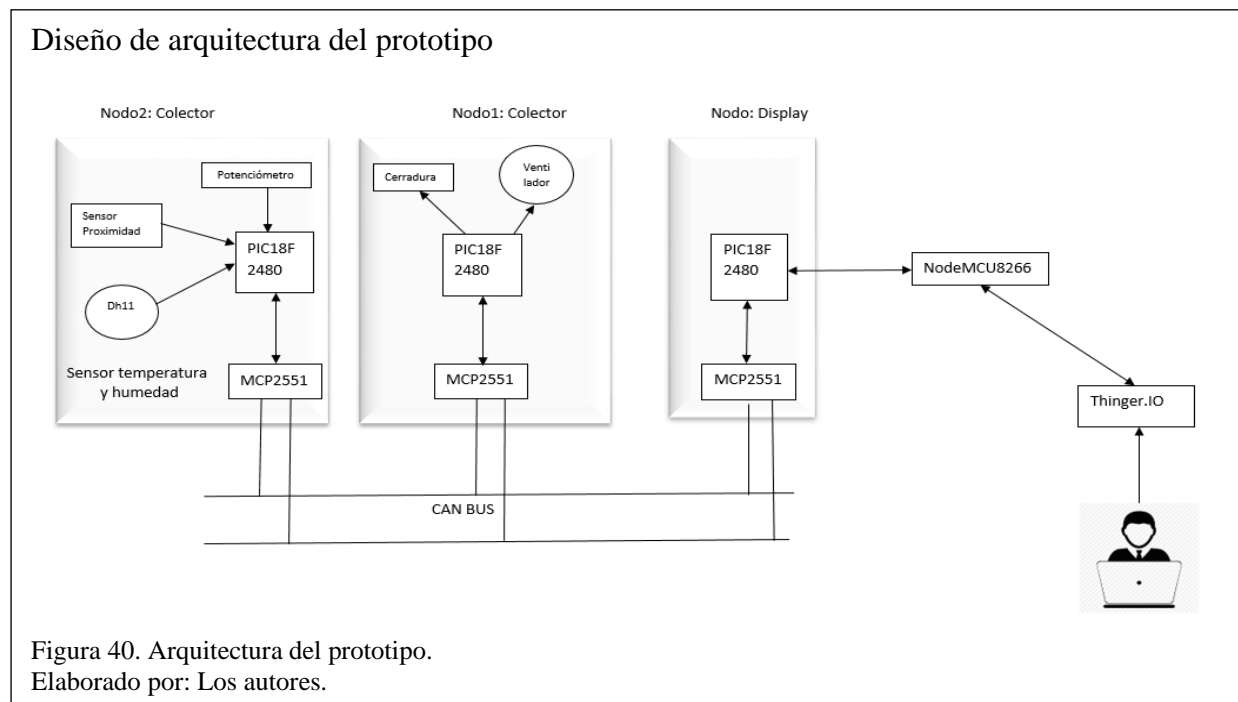 Diseño de arquitectura del prototipo
Nodo2: Colector
Nodo1: Colector
Nodo: Display
Potenciómetro
Sensor
Proximidad
PIC18F
2480
Dh11
Sensor temperatura
y humedad
MCP2551
Cerradura
Venti
lador
PIC18F
2480
MCP2551
PIC18F
2480
MCP2551
NodeMCU8266
Thinger.IO
CAN BUS
Figura 40. Arquitectura del prototipo.
Elaborado por: Los autores.